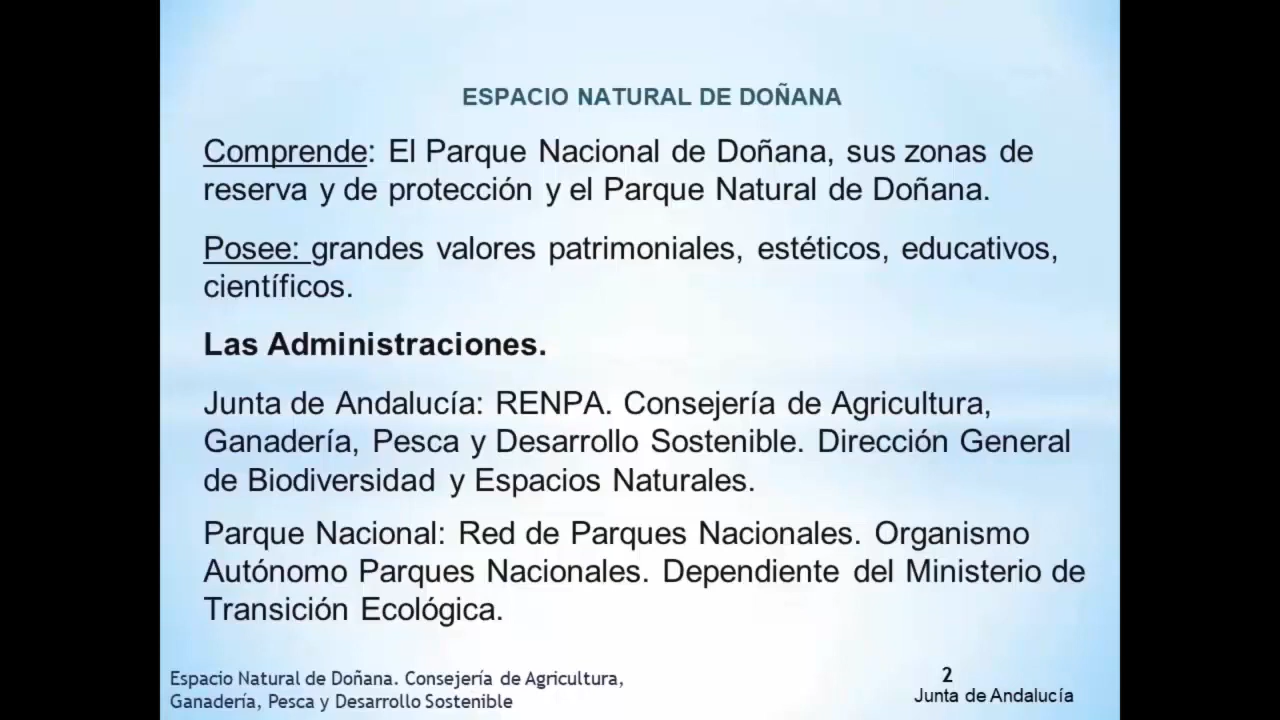 ESPACIO NATURAL DE DOÑANA
Comprende: El Parque Nacional de Doñana, sus zonas de
reserva y de protección y el Parque Natural de Doñana.
Posee: grandes valores patrimoniales, estéticos, educativos,
científicos.
Las Administraciones.
Junta de Andalucía: RENPA. Consejería de Agricultura,
Ganadería, Pesca y Desarrollo Sostenible. Dirección General
de Biodiversidad y Espacios Naturales.
Parque Nacional: Red de Parques Nacionales. Organismo
Autónomo Parques Nacionales. Dependiente del Ministerio de
Transición Ecológica.
Espacio Natural de Doñana. Consejería de Agricultura,
Ganadería, Pesca y Desarrollo Sostenible
2
Junta de Andalucía